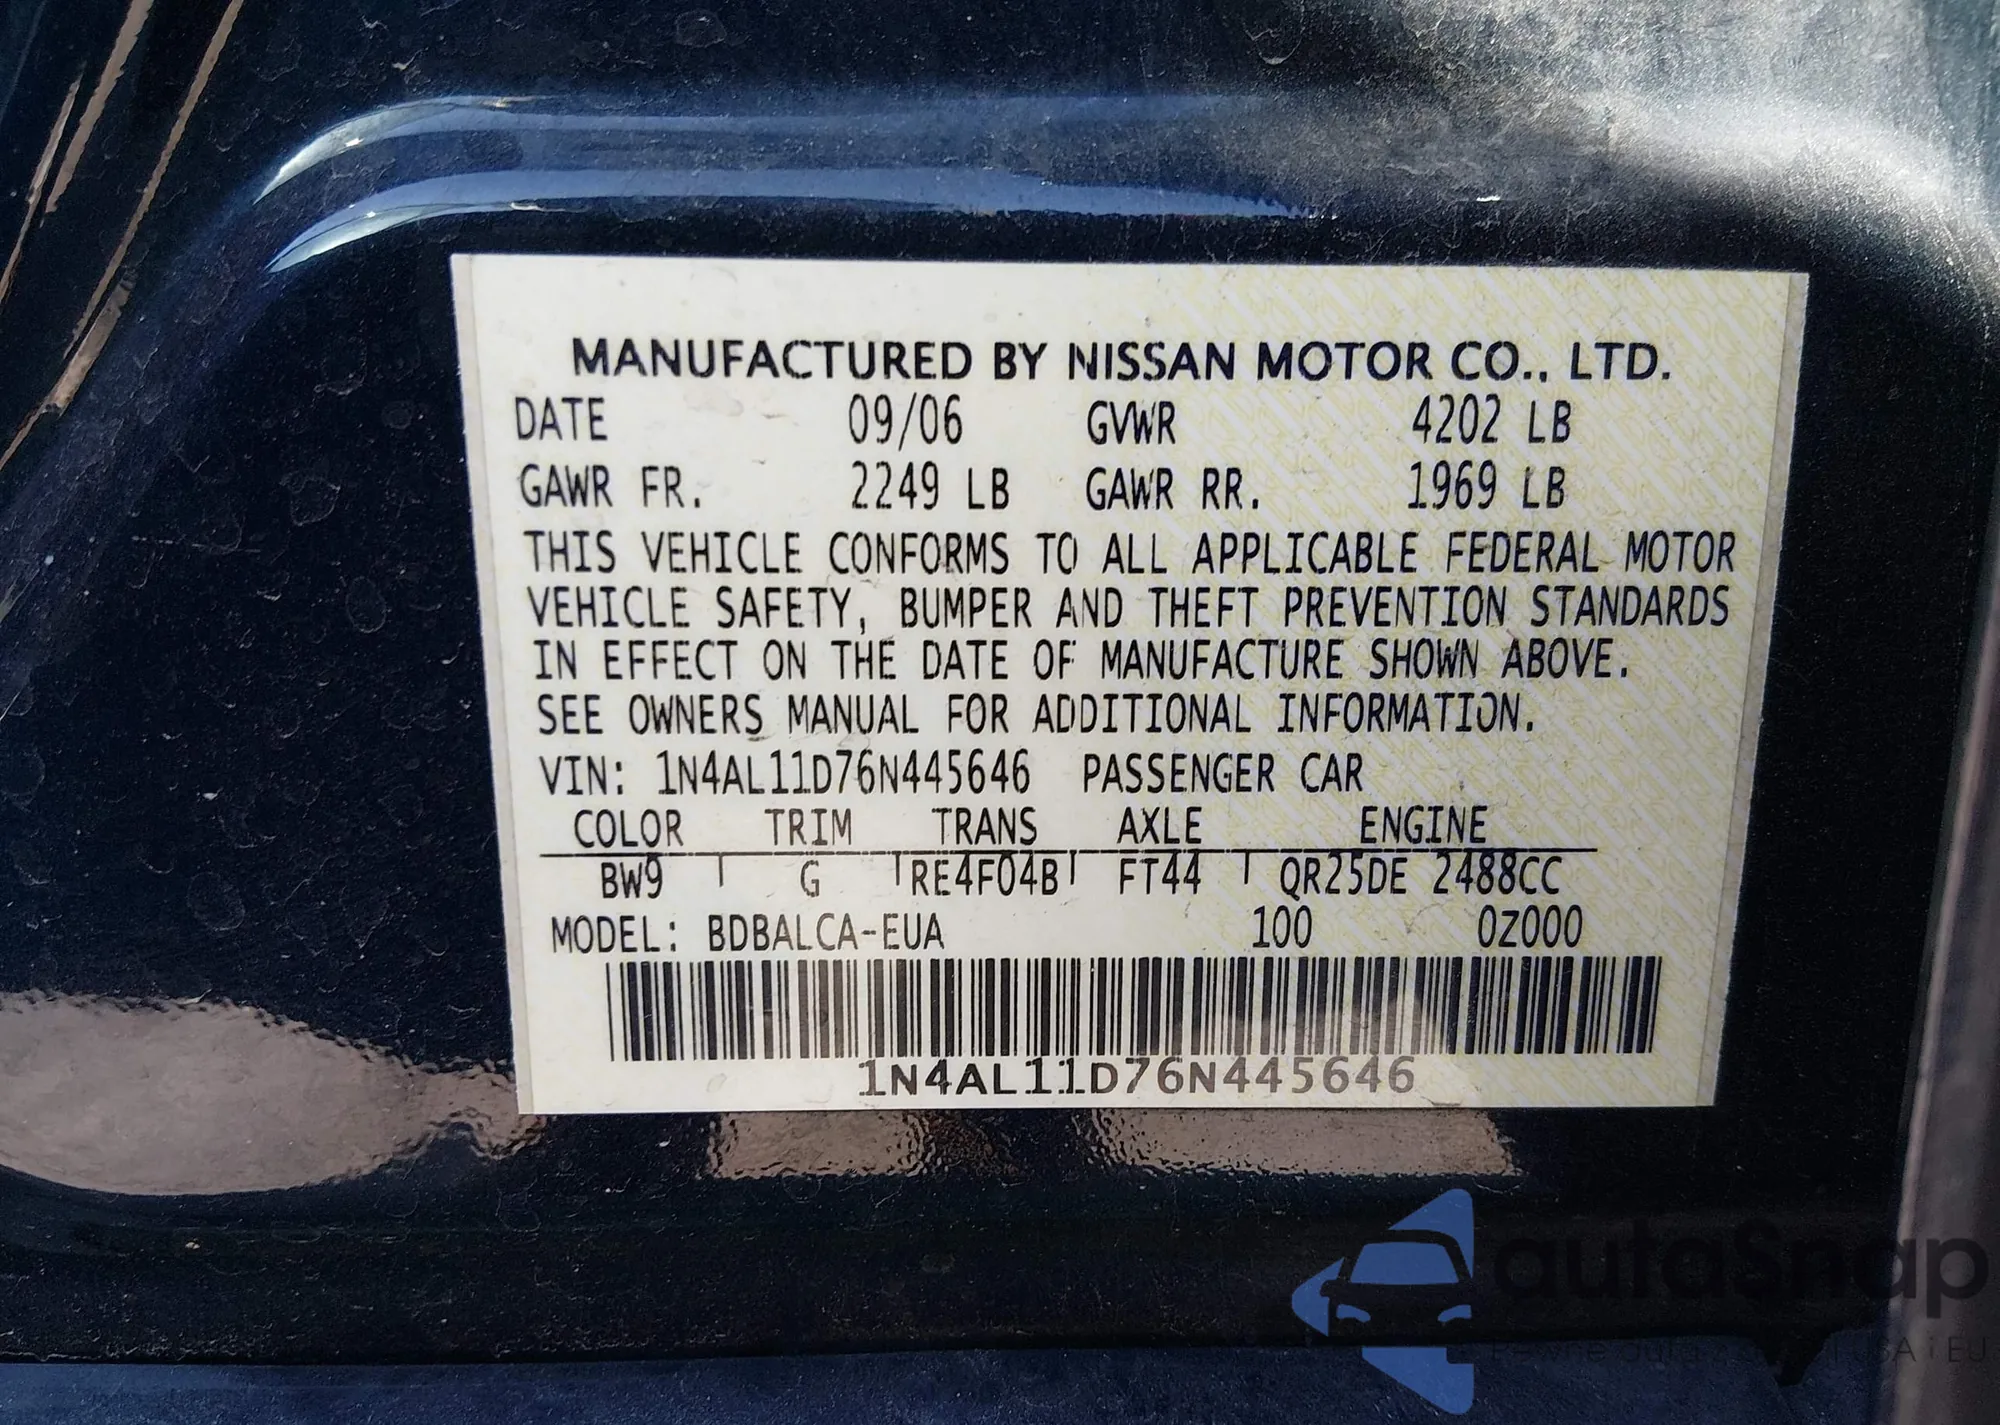 MANUFACTURED BY NISSAN MOTOR CO., LTD.
DATE 09/06 GVWR 4202 LB
GAWR FR. 2249 LB GAWR RR. 1969 LB
THIS VEHICLE CONFORMS TO ALL APPLICABLE FEDERAL MOTOR
VEHICLE SAFETY, BUMPER AND THEFT PREVENTION STANDARDS
IN EFFECT ON THE DATE OF MANUFACTURE SHOWN ABOVE.
SEE OWNERS MANUAL FOR ADDITIONAL INFORMATION.
VIN: 1N4AL11D76N445646 PASSENGER CAR
COLOR TRIM TRANS AXLE ENGINE
BW9 G RE4F04B FT44 QR25DE 2488CC
MODEL: BDBALCA-EUA 100 0Z000
1N4AL11D76N445646
autoSnap
USA i EU